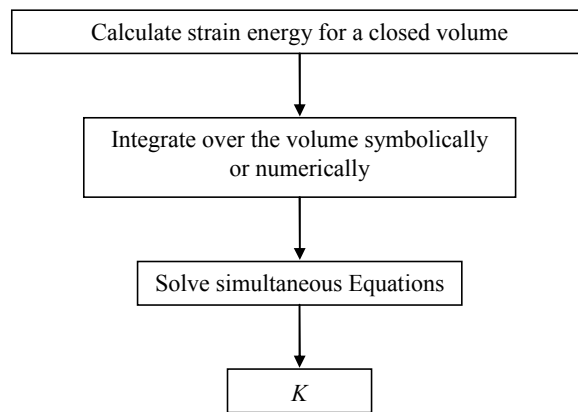 Calculate strain energy for a closed volume
Integrate over the volume symbolically
or numerically
Solve simultaneous Equations
K